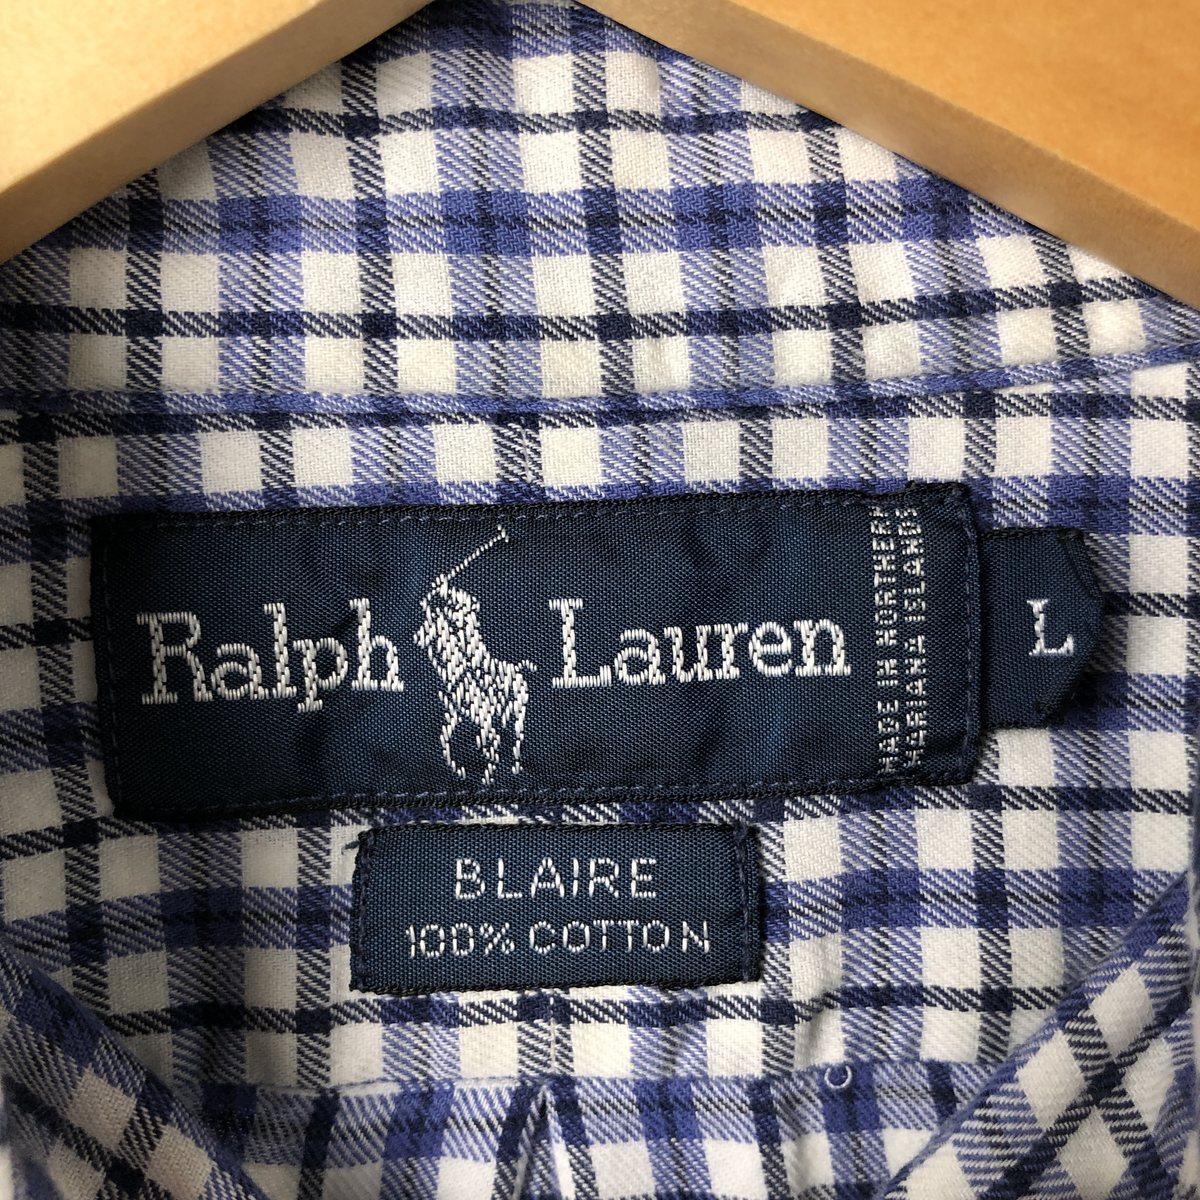 Ralph Lauren
MADE IN NORTHERN
MARIANA ISLANDS
L
BLAIRE
100% COTTON